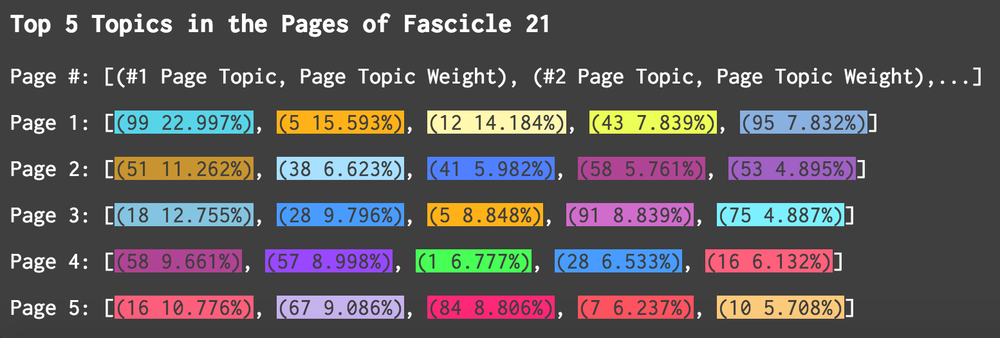 Top 5 Topics in the Pages of Fascicle 21
Page #: [(#1 Page Topic, Page Topic Weight), (#2 Page Topic, Page Topic Weight),...]
Page 1: [(99 22.997%), (5 15.593%), (12 14.184%), (43 7.839%), (95 7.832%)]
Page 2: [(51 11.262%), (38 6.623%), (41 5.982%), (58 5.761%), (53 4.895%)]
Page 3: [(18 12.755%), (28 9.796%), (5 8.848%), (91 8.839%), (75 4.887%)]
Page 4: [(58 9.661%), (57 8.998%), (1 6.777%), (28 6.533%), (16 6.132%)]
Page 5: [(16 10.776%), (67 9.086%), (84 8.806%), (7 6.237%), (10 5.708%)]